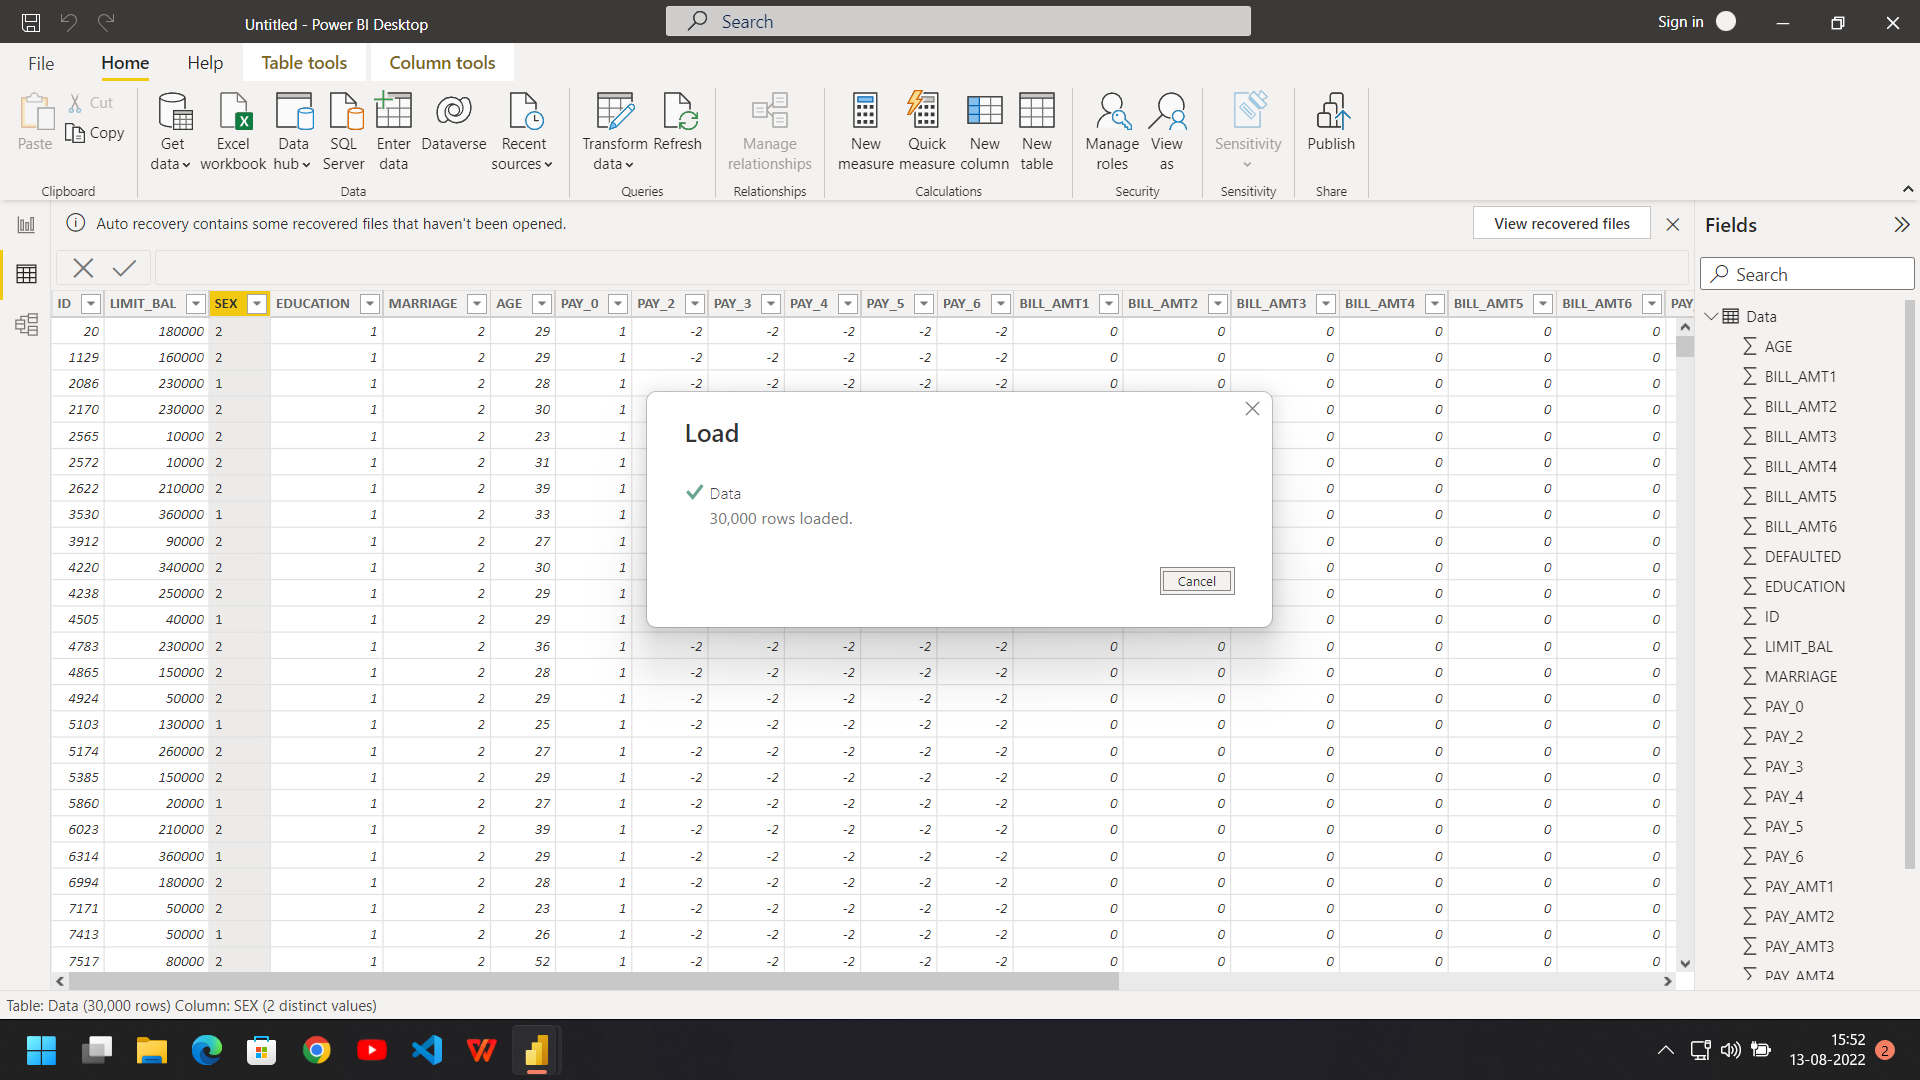 Untitled - Power BI Desktop
Search
Sign in
File Home Help Table tools Column tools
Paste
Cut
Copy
Get data
Excel workbook
Data hub
SQL Server
Enter data
Dataverse
Recent sources
Transform data
Refresh
Manage relationships
New measure
Quick measure
New column
New table
Manage roles
View as
Sensitivity
Publish
Clipboard Data Queries Relationships Calculations Security Sensitivity Share
Auto recovery contains some recovered files that haven't been opened.
View recovered files
ID LIMIT_BAL SEX EDUCATION MARRIAGE AGE PAY_0 PAY_2 PAY_3 PAY_4 PAY_5 PAY_6 BILL_AMT1 BILL_AMT2 BILL_AMT3 BILL_AMT4 BILL_AMT5 BILL_AMT6 PAY_
20 180000 2 1 2 29 1 -2 -2 -2 -2 -2 0 0 0 0 0 0
1129 160000 2 1 2 29 1 -2 -2 -2 -2 -2 0 0 0 0 0 0
2086 230000 1 1 2 28 1 -2 -2 -2 -2 -2 0 0 0 0 0 0
2170 230000 2 1 2 30 1 0 0 0 0
2565 10000 2 1 2 23 1 0 0 0 0
2572 10000 2 1 2 31 1 0 0 0 0
2622 210000 2 1 2 39 1 0 0 0 0
3530 360000 1 1 2 33 1 0 0 0 0
3912 90000 2 1 2 27 1 0 0 0 0
4220 340000 2 1 2 30 1 0 0 0 0
4238 250000 2 1 2 29 1 0 0 0 0
4505 40000 1 1 2 29 1 0 0 0 0
4783 230000 2 1 2 36 1 -2 -2 -2 -2 -2 0 0 0 0 0 0
4865 150000 2 1 2 28 1 -2 -2 -2 -2 -2 0 0 0 0 0 0
4924 50000 2 1 2 29 1 -2 -2 -2 -2 -2 0 0 0 0 0 0
5103 130000 1 1 2 25 1 -2 -2 -2 -2 -2 0 0 0 0 0 0
5174 260000 2 1 2 27 1 -2 -2 -2 -2 -2 0 0 0 0 0 0
5385 150000 2 1 2 29 1 -2 -2 -2 -2 -2 0 0 0 0 0 0
5860 20000 1 1 2 27 1 -2 -2 -2 -2 -2 0 0 0 0 0 0
6023 210000 2 1 2 39 1 -2 -2 -2 -2 -2 0 0 0 0 0 0
6314 360000 1 1 2 29 1 -2 -2 -2 -2 -2 0 0 0 0 0 0
6994 180000 2 1 2 28 1 -2 -2 -2 -2 -2 0 0 0 0 0 0
7171 50000 2 1 2 23 1 -2 -2 -2 -2 -2 0 0 0 0 0 0
7413 50000 1 1 2 26 1 -2 -2 -2 -2 -2 0 0 0 0 0 0
7517 80000 2 1 2 52 1 -2 -2 -2 -2 -2 0 0 0 0 0 0
Load
Data
30,000 rows loaded.
Cancel
Fields
Search
Data
AGE
BILL_AMT1
BILL_AMT2
BILL_AMT3
BILL_AMT4
BILL_AMT5
BILL_AMT6
DEFAULTED
EDUCATION
ID
LIMIT_BAL
MARRIAGE
PAY_0
PAY_2
PAY_3
PAY_4
PAY_5
PAY_6
PAY_AMT1
PAY_AMT2
PAY_AMT3
PAY_AMT4
Table: Data (30,000 rows) Column: SEX (2 distinct values)
15:52
13-08-2022
2